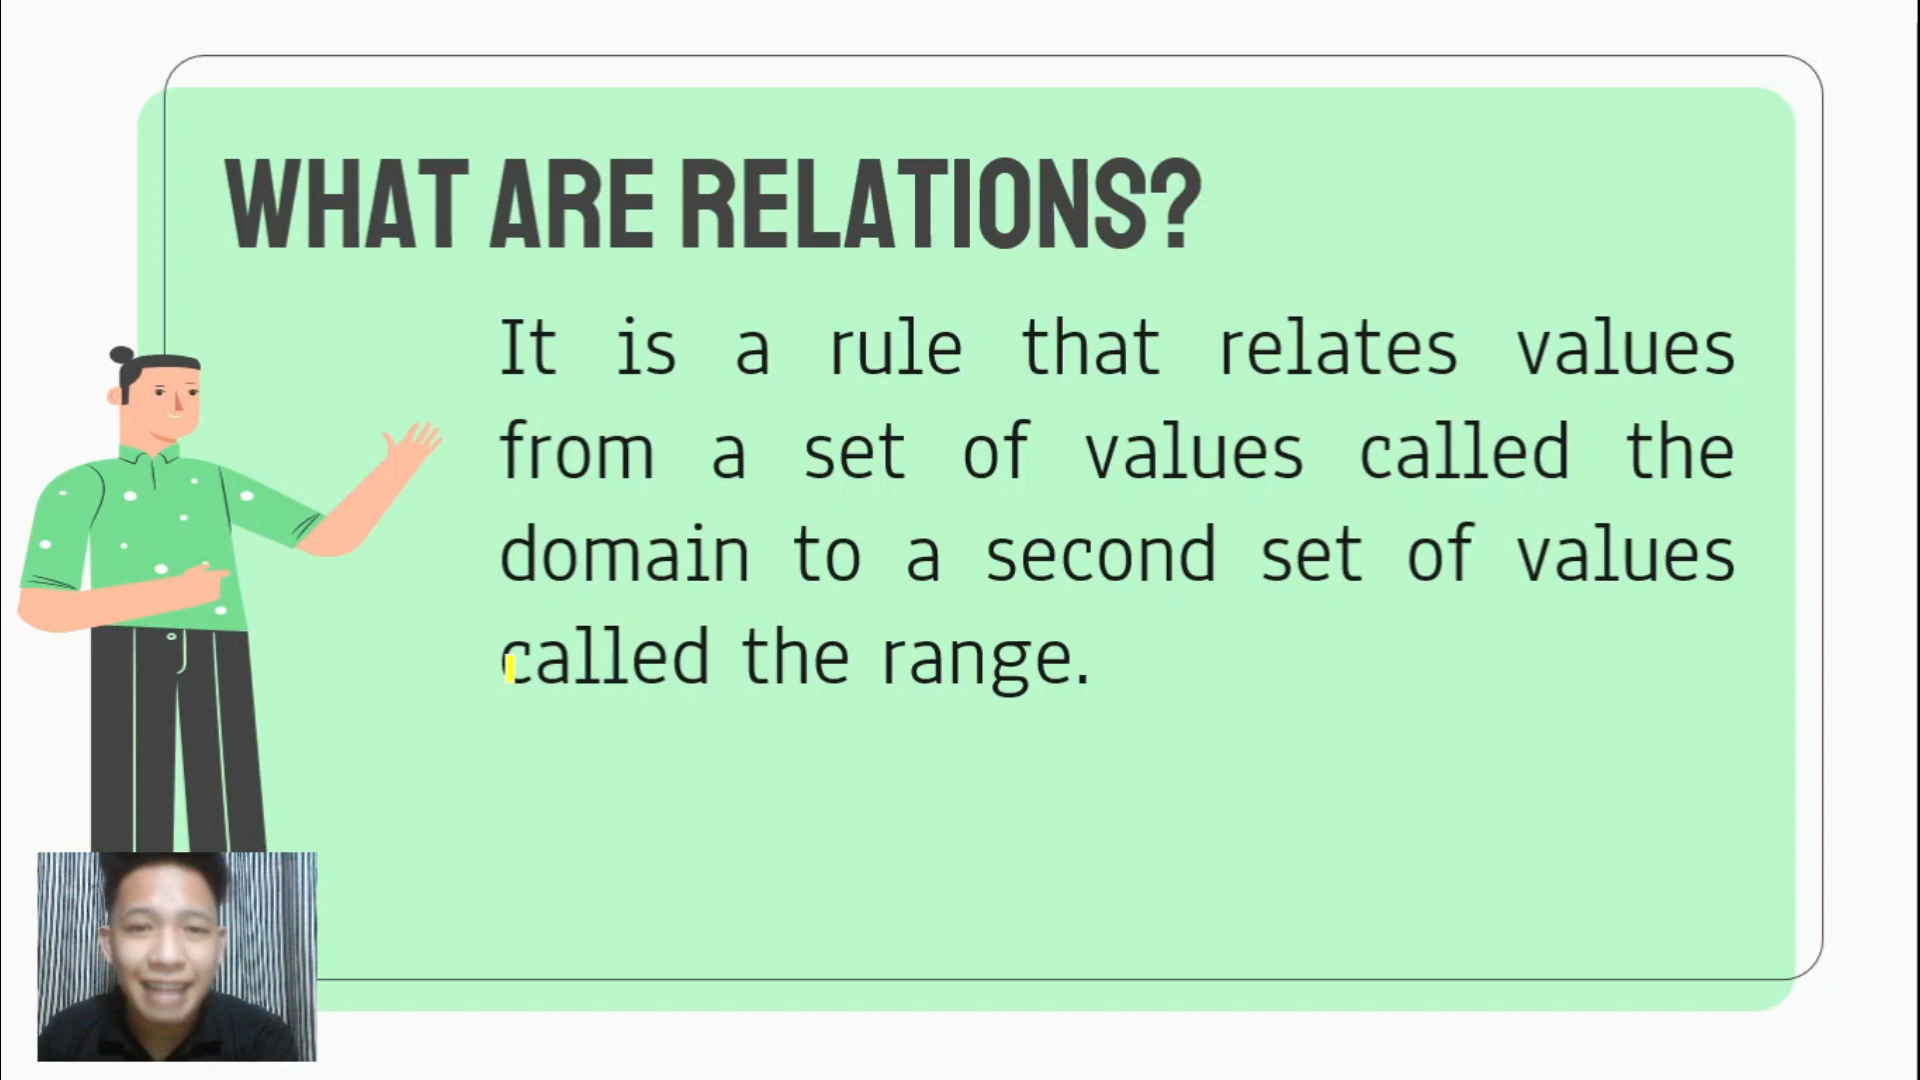 WHAT ARE RELATIONS?
It is a rule that relates values
from a set of values called the
domain to a second set of values
called the range.